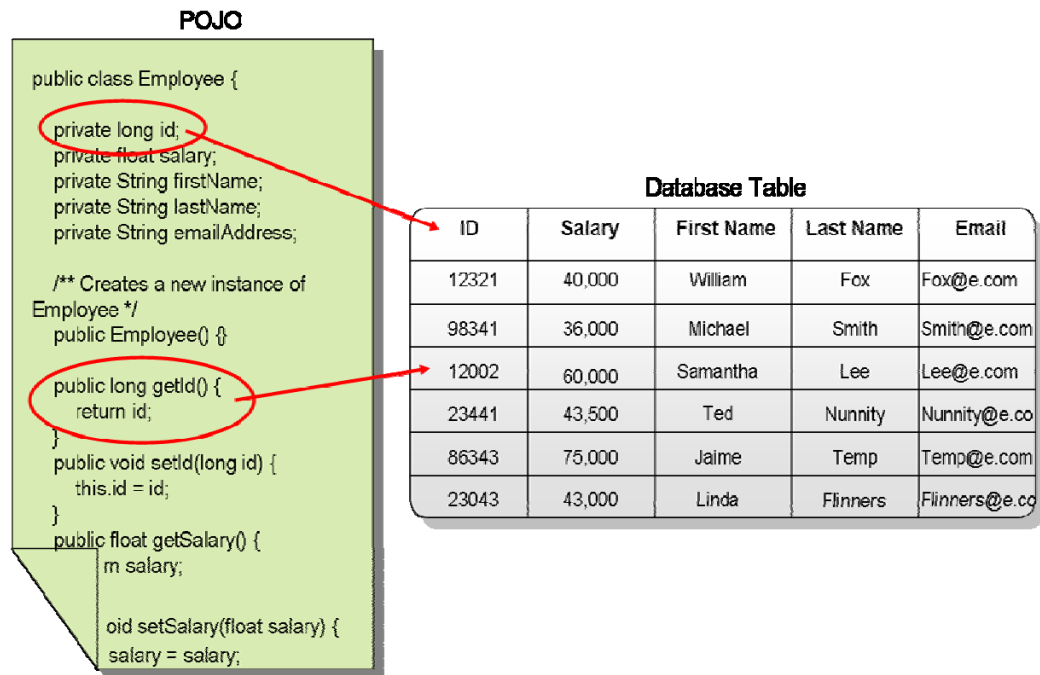 POJO
public class Employee {
private long id;
private float salary;
private String firstName;
private String lastName;
private String emailAddress;
/** Creates a new instance of
Employee */
public Employee() {}
public long getId() {
return id;
}
public void setId(long id) {
this.id = id;
}
public float getSalary() {
rn salary;
oid setSalary(float salary) {
salary = salary;
Database Table
ID Salary First Name Last Name Email
12321 40,000 William Fox Fox@e.com
98341 36,000 Michael Smith Smith@e.com
12002 60,000 Samantha Lee Lee@e.com
23441 43,500 Ted Nunnity Nunnity@e.co
86343 75,000 Jaime Temp Temp@e.com
23043 43,000 Linda Flinners Flinners@e.co